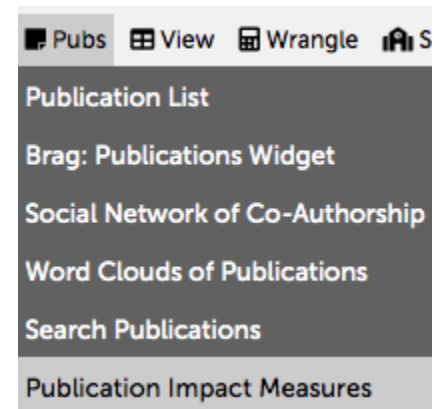 Pubs View Wrangle S
Publication List
Brag: Publications Widget
Social Network of Co-Authorship
Word Clouds of Publications
Search Publications
Publication Impact Measures